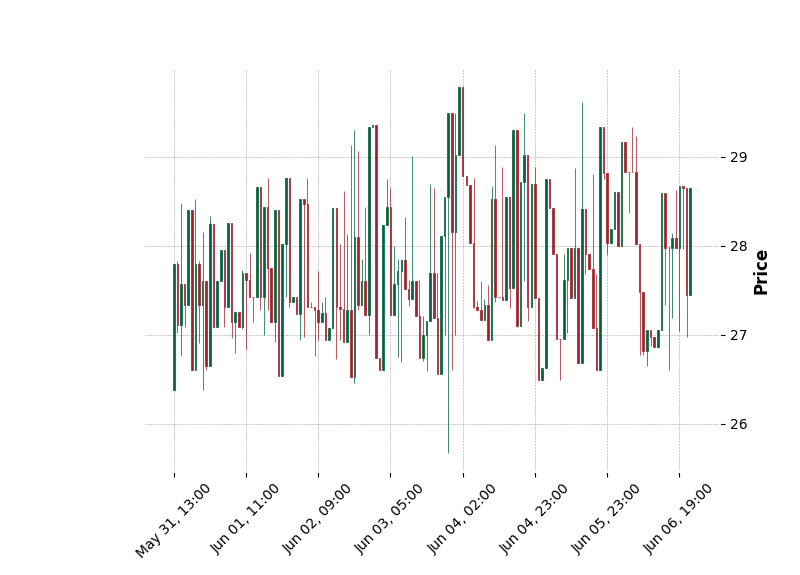 29
28
27
26
Price
May 31, 13:00
Jun 01, 11:00
Jun 02, 09:00
Jun 03, 05:00
Jun 04, 02:00
Jun 04, 23:00
Jun 05, 23:00
Jun 06, 19:00